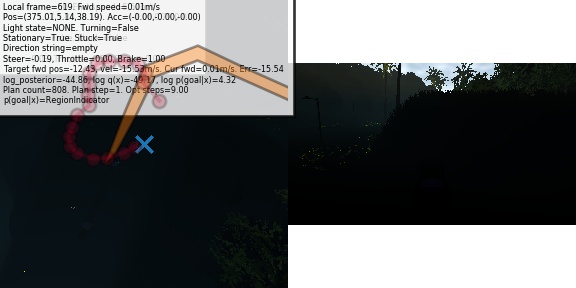 Local frame=619. Fwd speed=0.01m/s
Pos=(375.01,5.14,38.19). Acc=(-0.00,-0.00,-0.00)
Light state=NONE. Turning=False
Stationary=True. Stuck=True
Direction string=empty
Steer=-0.19, Throttle=0.00, Brake=1.00
Target fwd pos=-12.43, vel=-15.53m/s. Cur fwd=0.01m/s. Err=-15.54
log_posterior=-44.86, log q(x)=-49.17, log p(goal|x)=4.32
Plan count=808. Plan step=1. Opt steps=9.00
p(goal|x)=RegionIndicator